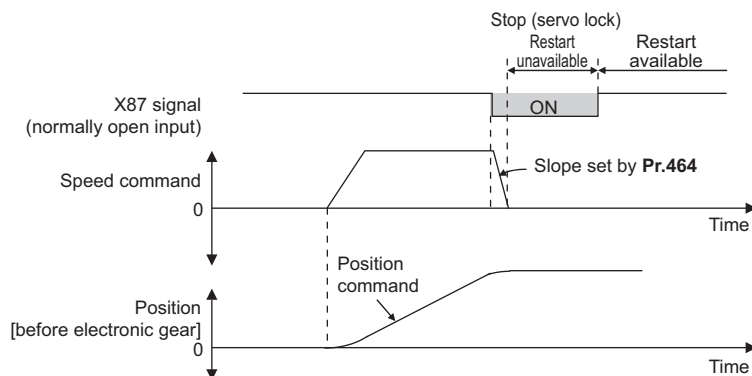 Stop (servo lock)
Restart
unavailable
Restart
available
X87 signal
(normally open input)
ON
Slope set by Pr.464
Speed command
0
Time
Position
command
Position
[before electronic gear]
0
Time